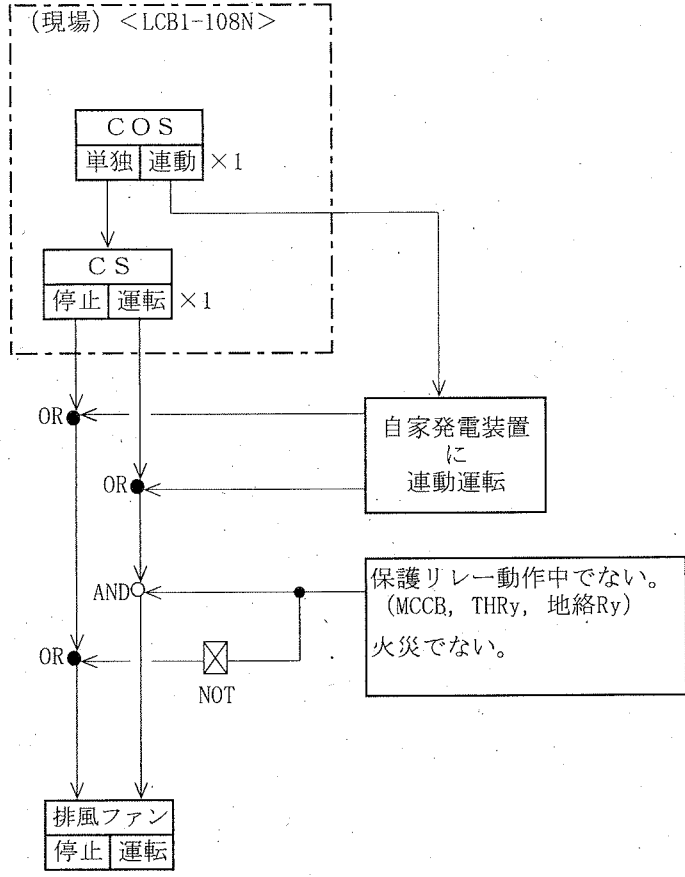 (現場) <LCB1-108N>
COS
単独 連動 ×1
CS
停止 運転 ×1
OR
自家発電装置
に
連動運転
OR
保護リレー動作中でない。
(MCCB, THRy, 地絡Ry)
火災でない。
AND
OR
NOT
排風ファン
停止 運転